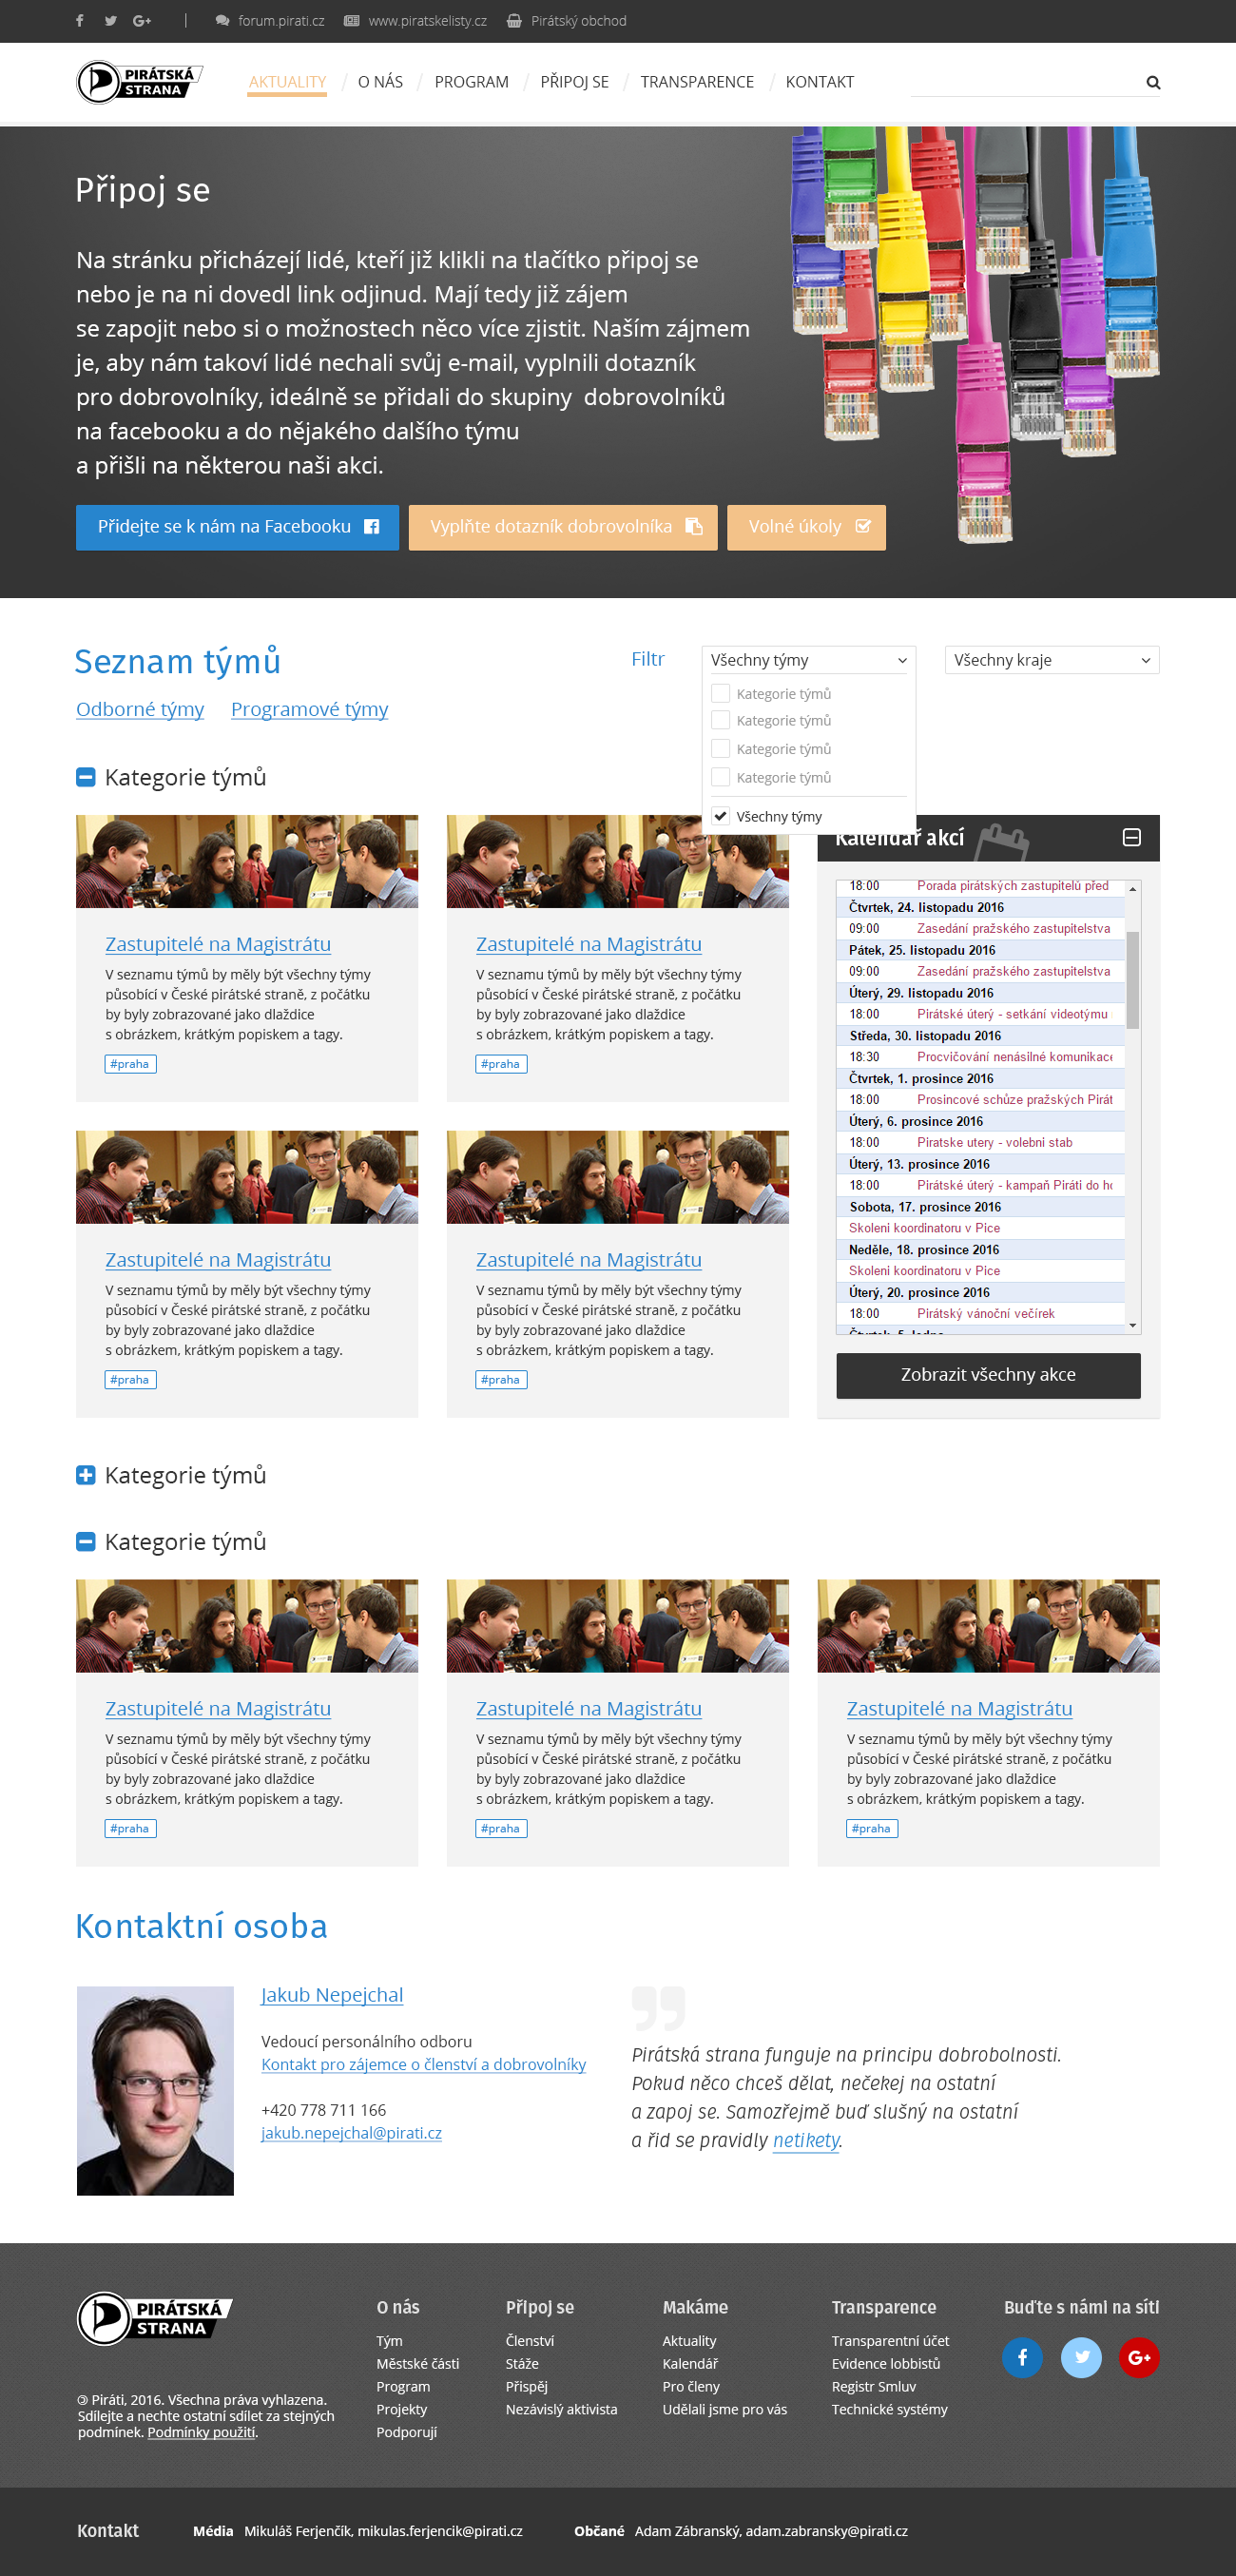 forum.pirati.cz www.piratskelisty.cz Pirátský obchod
PIRÁTSKÁ
STRANA
AKTUALITY / O NÁS / PROGRAM / PŘIPOJ SE / TRANSPARENCE / KONTAKT
Připoj se
Na stránku přicházejí lidé, kteří již klikli na tlačítko připoj se
nebo je na ni dovedl link odjinud. Mají tedy již zájem
se zapojit nebo si o možnostech něco více zjistit. Naším zájmem
je, aby nám takoví lidé nechali svůj e-mail, vyplnili dotazník
pro dobrovolníky, ideálně se přidali do skupiny dobrovolníků
na facebooku a do nějakého dalšího týmu
a přišli na některou naši akci.
Přidejte se k nám na Facebooku
Vyplňte dotazník dobrovolníka
Volné úkoly
Seznam týmů
Filtr
Všechny týmy
Všechny kraje
Kategorie týmů
Kategorie týmů
Kategorie týmů
Kategorie týmů
Všechny týmy
Odborné týmy Programové týmy
Kategorie týmů
Zastupitelé na Magistrátu
V seznamu týmů by měly být všechny týmy
působící v České pirátské straně, z počátku
by byly zobrazované jako dlaždice
s obrázkem, krátkým popiskem a tagy.
#praha
Zastupitelé na Magistrátu
V seznamu týmů by měly být všechny týmy
působící v České pirátské straně, z počátku
by byly zobrazované jako dlaždice
s obrázkem, krátkým popiskem a tagy.
#praha
Zastupitelé na Magistrátu
V seznamu týmů by měly být všechny týmy
působící v České pirátské straně, z počátku
by byly zobrazované jako dlaždice
s obrázkem, krátkým popiskem a tagy.
#praha
Zastupitelé na Magistrátu
V seznamu týmů by měly být všechny týmy
působící v České pirátské straně, z počátku
by byly zobrazované jako dlaždice
s obrázkem, krátkým popiskem a tagy.
#praha
Kalendář akcí
18:00 Porada pirátských zastupitelů před
Čtvrtek, 24. listopadu 2016
09:00 Zasedání pražského zastupitelstva
Pátek, 25. listopadu 2016
09:00 Zasedání pražského zastupitelstva
Úterý, 29. listopadu 2016
18:00 Pirátské úterý - setkání videotýmu
Středa, 30. listopadu 2016
18:30 Procvičování nenásilné komunikace
Čtvrtek, 1. prosince 2016
18:00 Prosincové schůze pražských Pirát
Úterý, 6. prosince 2016
18:00 Piratske utery - volebni stab
Úterý, 13. prosince 2016
18:00 Pirátské úterý - kampaň Piráti do ho
Sobota, 17. prosince 2016
Skoleni koordinatoru v Pice
Neděle, 18. prosince 2016
Skoleni koordinatoru v Pice
Úterý, 20. prosince 2016
18:00 Pirátský vánoční večírek
Zobrazit všechny akce
Kategorie týmů
Kategorie týmů
Zastupitelé na Magistrátu
V seznamu týmů by měly být všechny týmy
působící v České pirátské straně, z počátku
by byly zobrazované jako dlaždice
s obrázkem, krátkým popiskem a tagy.
#praha
Zastupitelé na Magistrátu
V seznamu týmů by měly být všechny týmy
působící v České pirátské straně, z počátku
by byly zobrazované jako dlaždice
s obrázkem, krátkým popiskem a tagy.
#praha
Zastupitelé na Magistrátu
V seznamu týmů by měly být všechny týmy
působící v České pirátské straně, z počátku
by byly zobrazované jako dlaždice
s obrázkem, krátkým popiskem a tagy.
#praha
Kontaktní osoba
Jakub Nepejchal
Vedoucí personálního odboru
Kontakt pro zájemce o členství a dobrovolníky
+420 778 711 166
jakub.nepejchal@pirati.cz
Pirátská strana funguje na principu dobrobolnosti.
Pokud něco chceš dělat, nečekej na ostatní
a zapoj se. Samozřejmě buď slušný na ostatní
a řid se pravidly netikety.
PIRÁTSKÁ
STRANA
Piráti, 2016. Všechna práva vyhlazena.
Sdílejte a nechte ostatní sdílet za stejných
podmínek. Podmínky použití.
O nás
Tým
Městské části
Program
Projekty
Podporují
Připoj se
Členství
Stáže
Přispěj
Nezávislý aktivista
Makáme
Aktuality
Kalendář
Pro členy
Udělali jsme pro vás
Transparence
Transparentní účet
Evidence lobbistů
Registr Smluv
Technické systémy
Buďte s námi na síti
Kontakt
Média Mikuláš Ferjenčík, mikulas.ferjencik@pirati.cz
Občané Adam Zábranský, adam.zabransky@pirati.cz